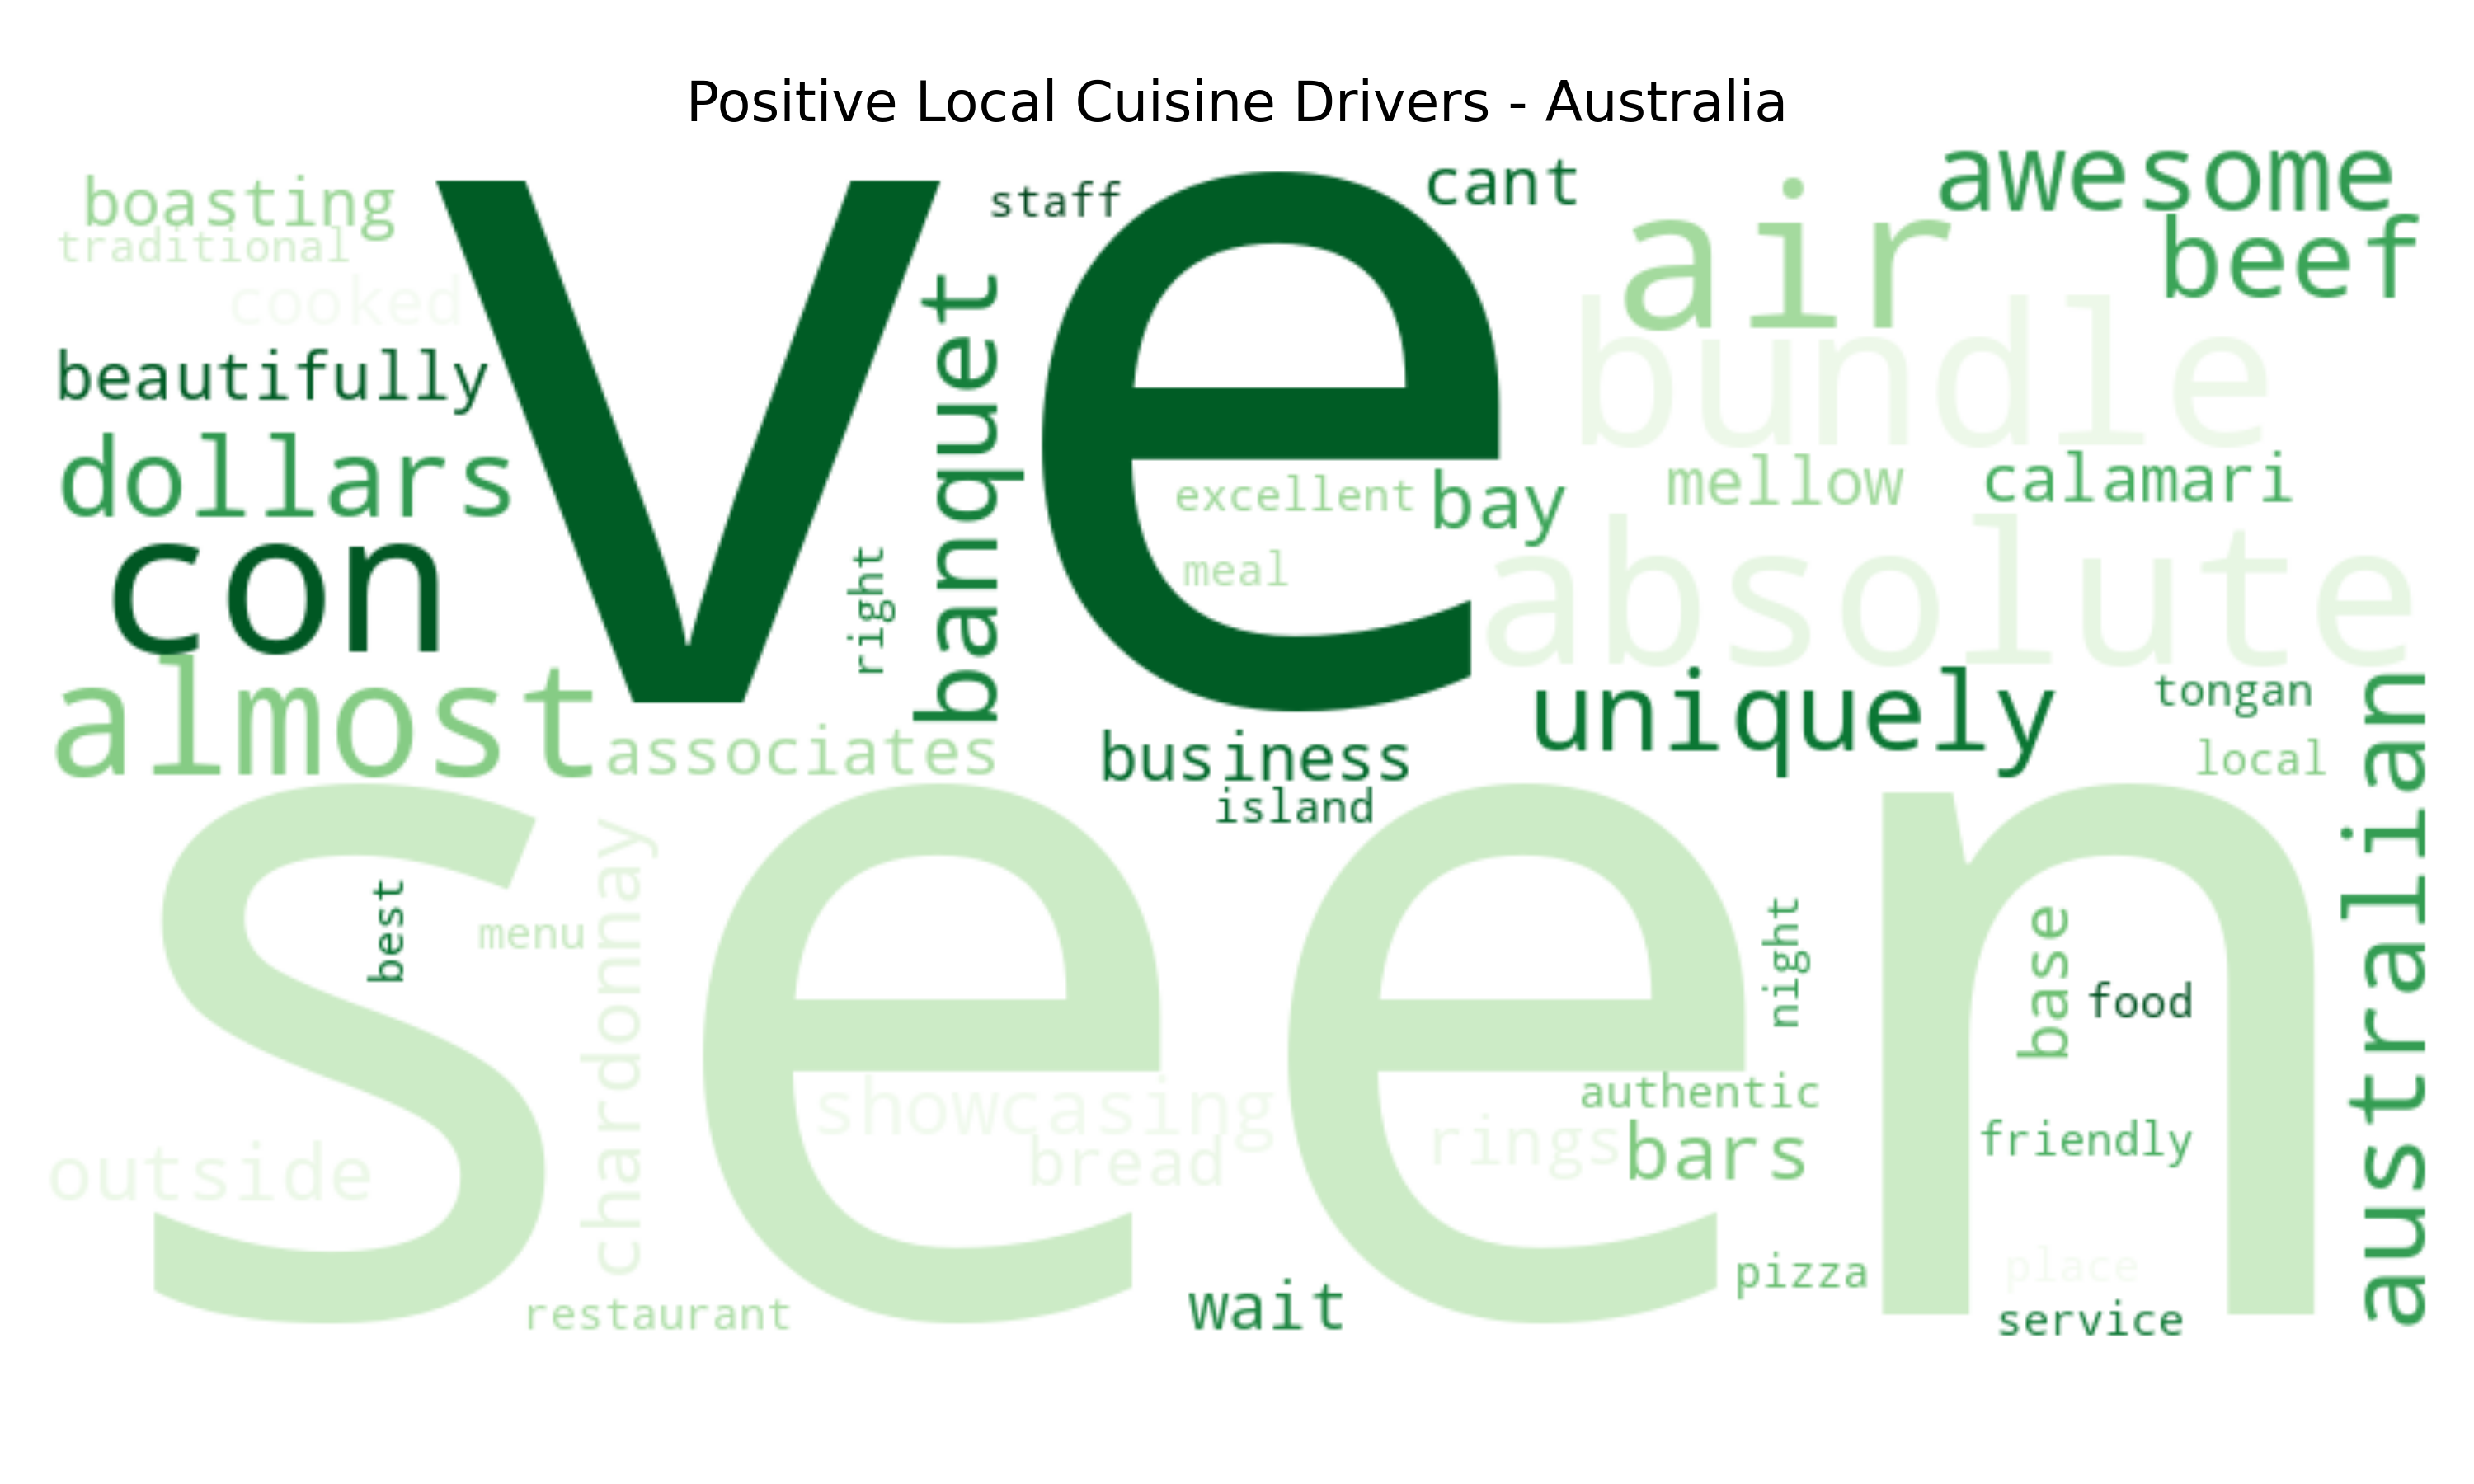 Positive Local Cuisine Drivers - Australia
boasting
traditional
cooked
beautifully
dollars
con
almost
ve
staff
cant
banquet
right
excellent
meal
bay
air
awesome
beef
bundle
mellow
calamari
absolute
uniquely
tongan
local
australian
associates
business
island
seen
best
menu
chardonnay
outside
showcasing
bread
rings
bars
authentic
night
base
food
friendly
pizza
place
service
restaurant
wait